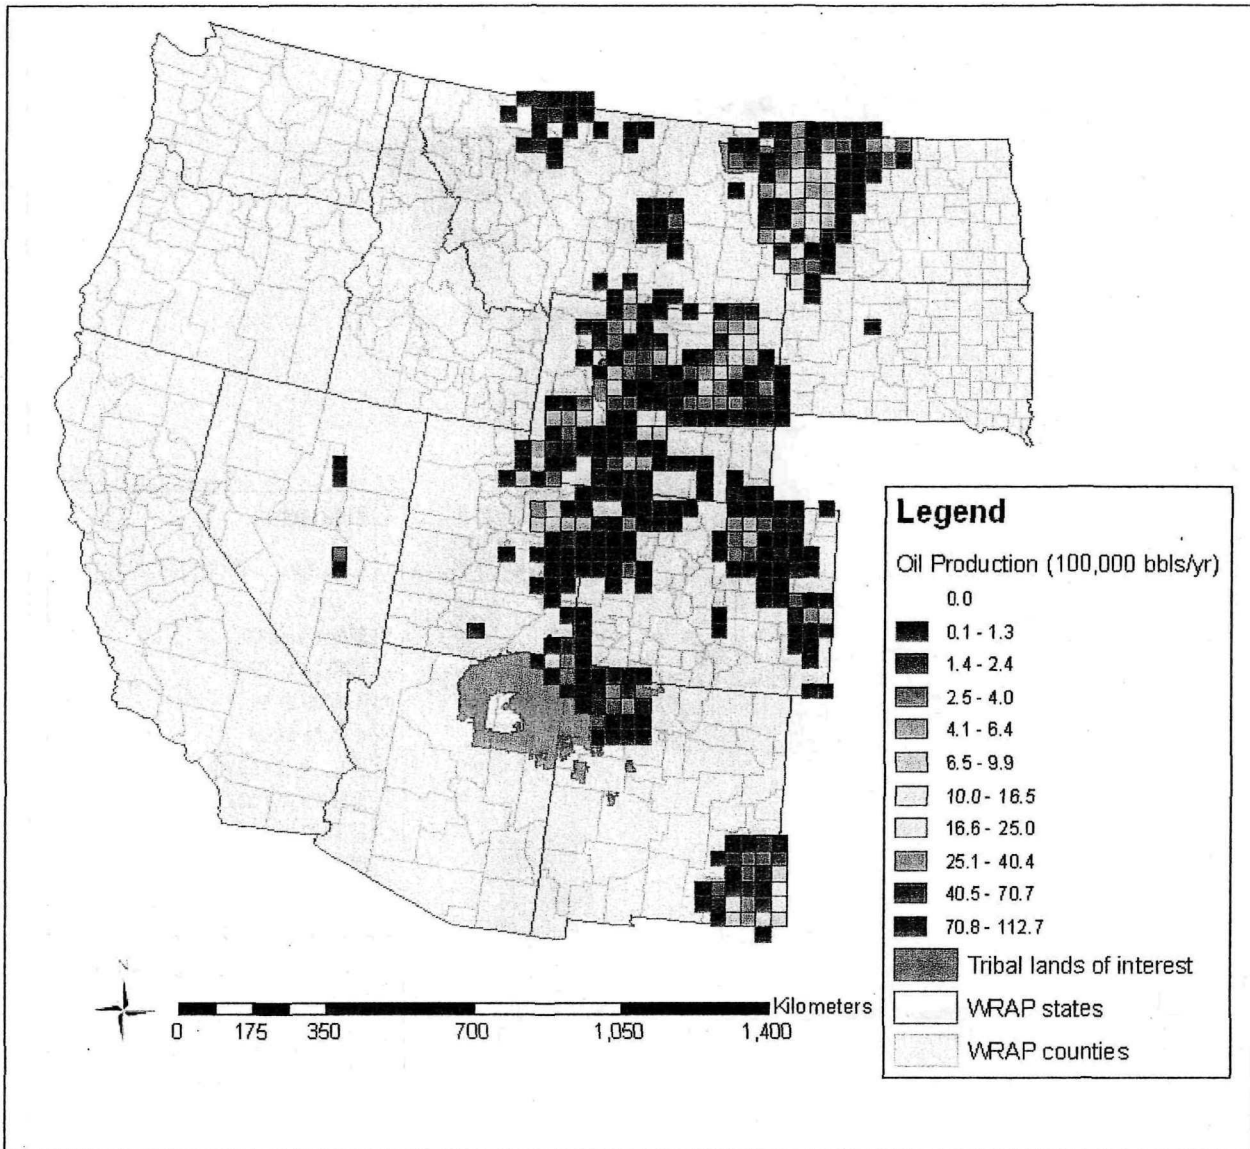 Legend
Oil Production (100,000 bbls/yr)
0.0
0.1 - 1.3
1.4 - 2.4
2.5 - 4.0
4.1 - 6.4
6.5 - 9.9
10.0 - 16.5
16.6 - 25.0
25.1 - 40.4
40.5 - 70.7
70.8 - 112.7
Tribal lands of interest
WRAP states
WRAP counties
N
Kilometers
0 175 350 700 1,050 1,400